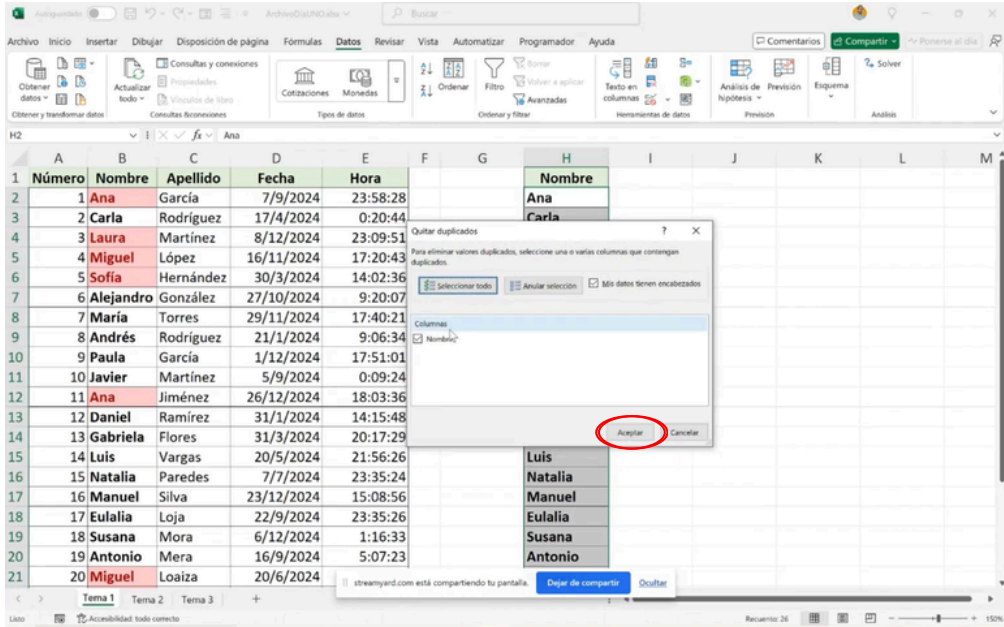 Autoguardado ArchivoDíaUNO.xlsx Buscar
Archivo Inicio Insertar Dibujar Disposición de página Fórmulas Datos Revisar Vista Automatizar Programador Ayuda Comentarios Compartir Ponerse al día
Obtener datos Actualizar todo Consultas y conexiones Propiedades Vínculos de libro Cotizaciones Monedas Ordenar Filtro Borrar Volver a aplicar Avanzadas Texto en columnas Análisis de hipótesis Previsión Esquema Solver
Obtener y transformar datos Consultas y conexiones Tipos de datos Ordenar y filtrar Herramientas de datos Previsión Análisis
H2 fx Ana
A B C D E F G H I J K L M
1 Número Nombre Apellido Fecha Hora Nombre
2 1 Ana García 7/9/2024 23:58:28 Ana
3 2 Carla Rodríguez 17/4/2024 0:20:44 Carla
4 3 Laura Martínez 8/12/2024 23:09:51
5 4 Miguel López 16/11/2024 17:20:43
6 5 Sofía Hernández 30/3/2024 14:02:36
7 6 Alejandro González 27/10/2024 9:20:07
8 7 María Torres 29/11/2024 17:40:21
9 8 Andrés Rodríguez 21/1/2024 9:06:34
10 9 Paula García 1/12/2024 17:51:01
11 10 Javier Martínez 5/9/2024 0:09:24
12 11 Ana Jiménez 26/12/2024 18:03:36
13 12 Daniel Ramírez 31/1/2024 14:15:48
14 13 Gabriela Flores 31/3/2024 20:17:29
15 14 Luis Vargas 20/5/2024 21:56:26 Luis
16 15 Natalia Paredes 7/7/2024 23:35:24 Natalia
17 16 Manuel Silva 23/12/2024 15:08:56 Manuel
18 17 Eulalia Loja 22/9/2024 23:35:26 Eulalia
19 18 Susana Mora 6/12/2024 1:16:33 Susana
20 19 Antonio Mera 16/9/2024 5:07:23 Antonio
21 20 Miguel Loaiza 20/6/2024
Quitar duplicados ? ×
Para eliminar valores duplicados, seleccione una o varias columnas que contengan
duplicados.
Seleccionar todo Anular selección Mis datos tienen encabezados
Columnas
Nombre
Aceptar Cancelar
streamyard.com está compartiendo tu pantalla. Dejar de compartir Ocultar
Tema 1 Tema 2 Tema 3 +
Listo Accesibilidad: todo correcto Recuento: 26 150%